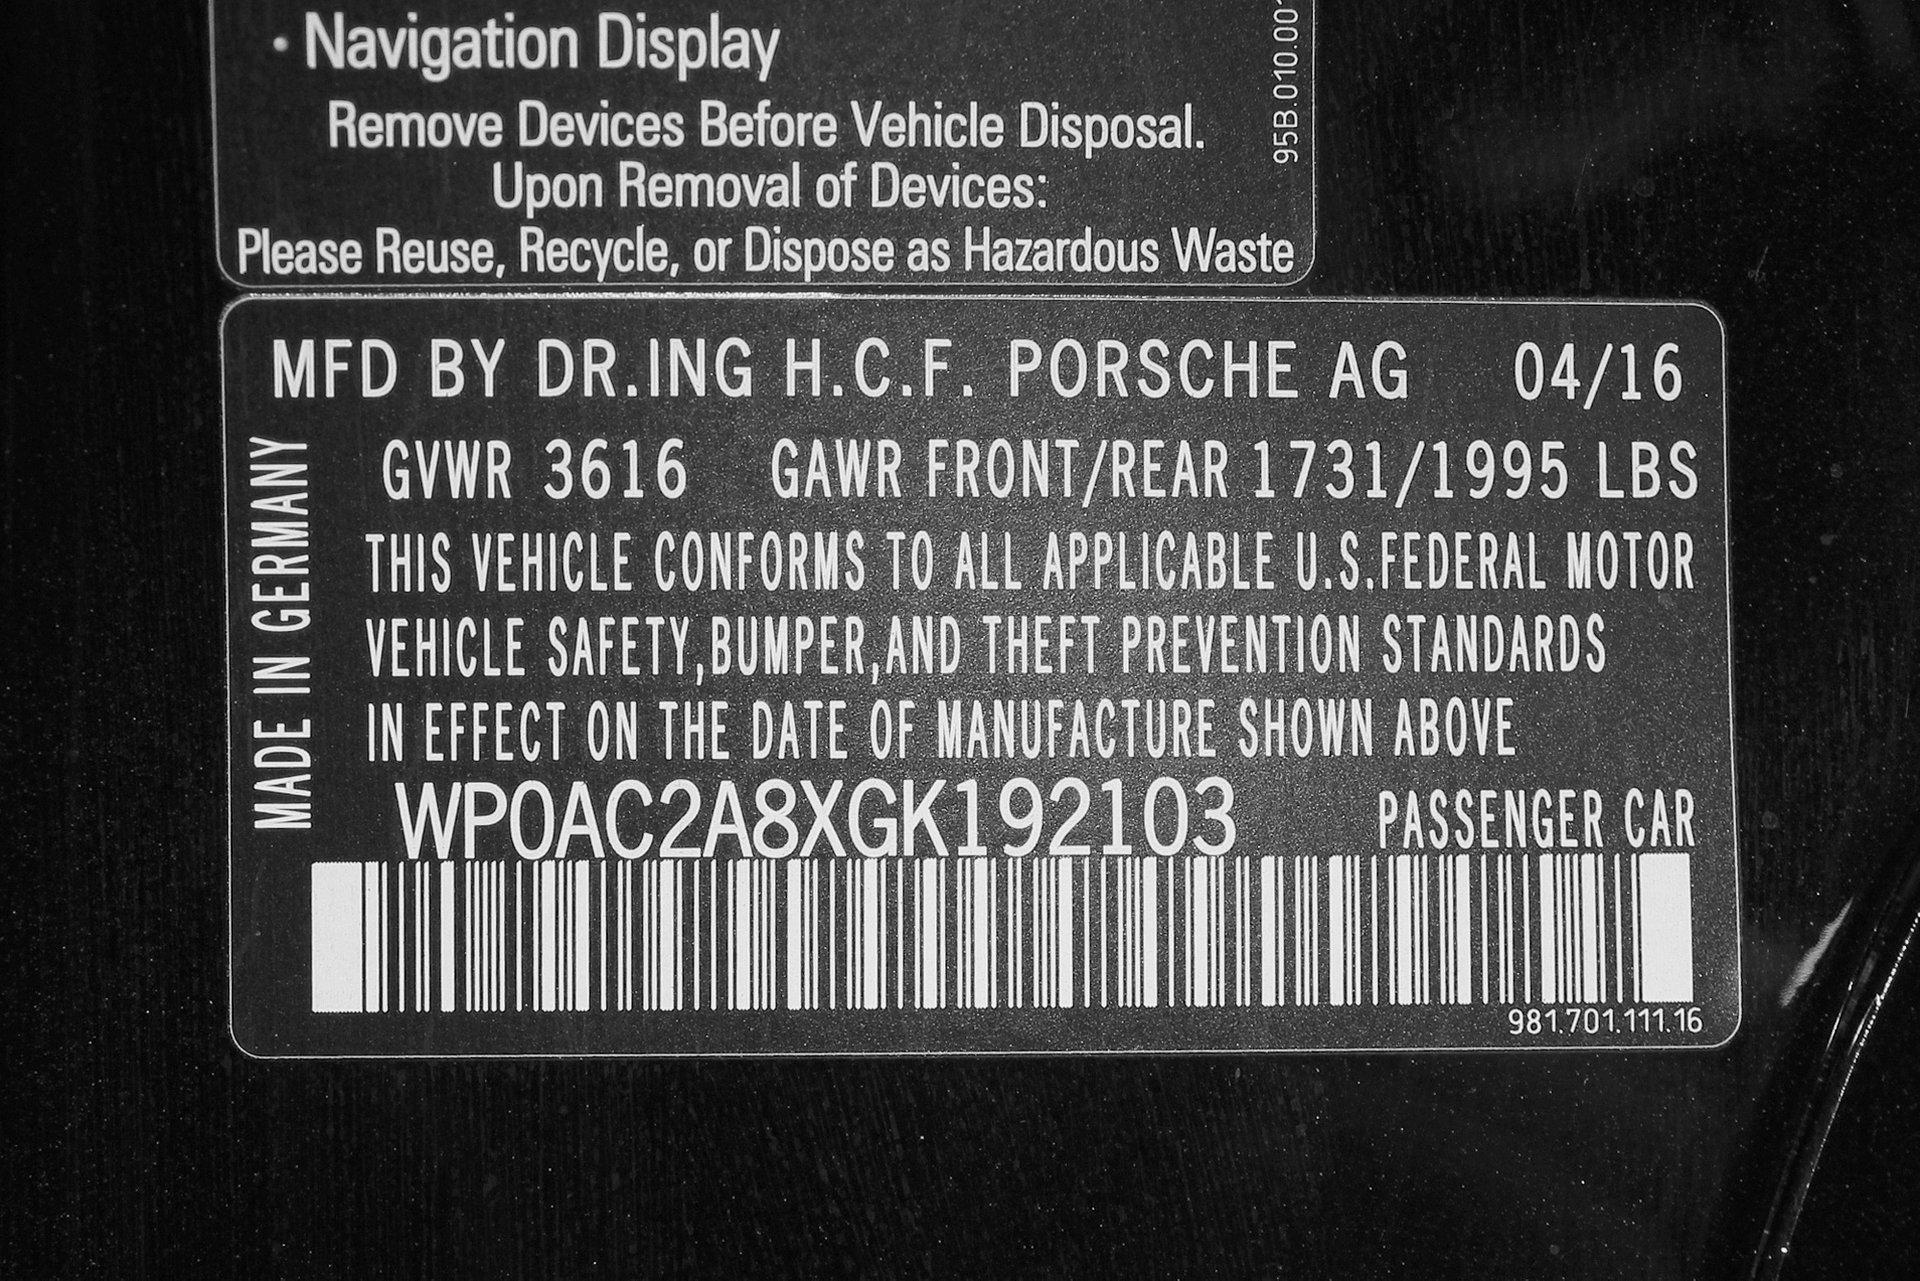 • Navigation Display
Remove Devices Before Vehicle Disposal.
Upon Removal of Devices:
Please Reuse, Recycle, or Dispose as Hazardous Waste
95B.010.001
MFD BY DR.ING H.C.F. PORSCHE AG 04/16
GVWR 3616 GAWR FRONT/REAR 1731/1995 LBS
THIS VEHICLE CONFORMS TO ALL APPLICABLE U.S.FEDERAL MOTOR
VEHICLE SAFETY,BUMPER,AND THEFT PREVENTION STANDARDS
IN EFFECT ON THE DATE OF MANUFACTURE SHOWN ABOVE
MADE IN GERMANY
WP0AC2A8XGK192103 PASSENGER CAR
981.701.111.16